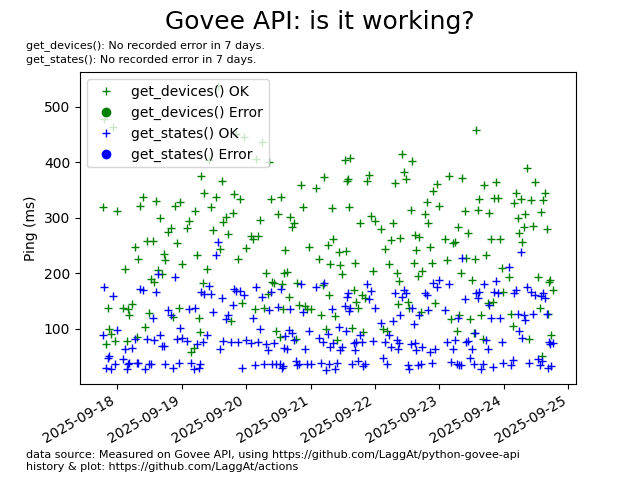 Govee API: is it working?
get_devices(): No recorded error in 7 days.
get_states(): No recorded error in 7 days.
get_devices() OK
get_devices() Error
get_states() OK
get_states() Error
Ping (ms)
500
400
300
200
100
2025-09-18
2025-09-19
2025-09-20
2025-09-21
2025-09-22
2025-09-23
2025-09-24
2025-09-25
data source: Measured on Govee API, using https://github.com/LaggAt/python-govee-api
history & plot: https://github.com/LaggAt/actions